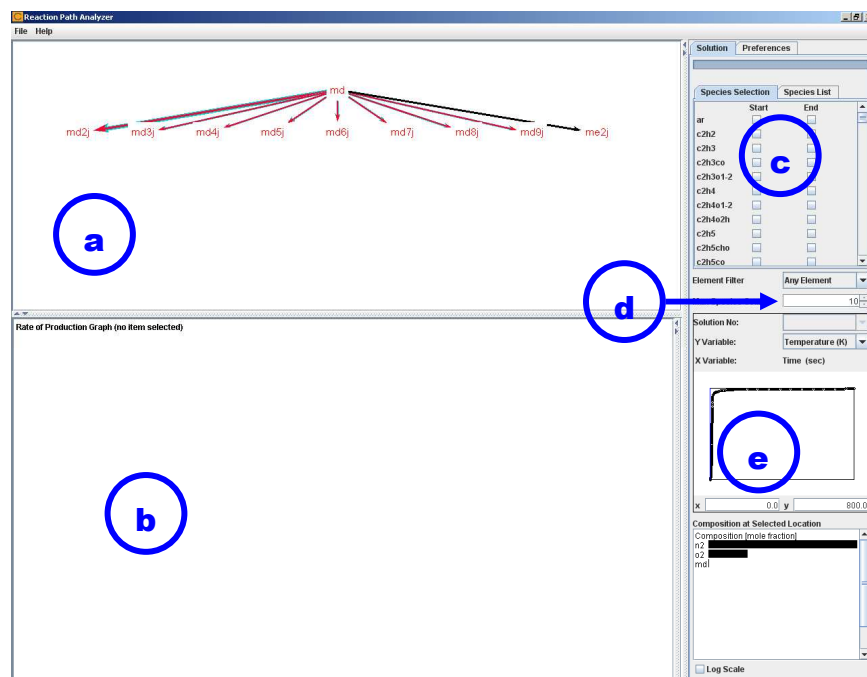 Reaction Path Analyzer
File Help
md
md2j md3j md4j md5j md6j md7j md8j md9j me2j
a
Rate of Production Graph (no item selected)
b
Solution Preferences
Species Selection Species List
Start End
ar
c2h2
c2h3
c2h3co
c2h3o1-2
c2h4
c2h4o1-2
c2h4o2h
c2h5
c2h5cho
c2h5co
c
Element Filter Any Element
d
10
Solution No:
Y Variable: Temperature (K)
X Variable: Time (sec)
e
x 0.0 y 800.0
Composition at Selected Location
Composition [mole fraction]
n2
o2
md
Log Scale